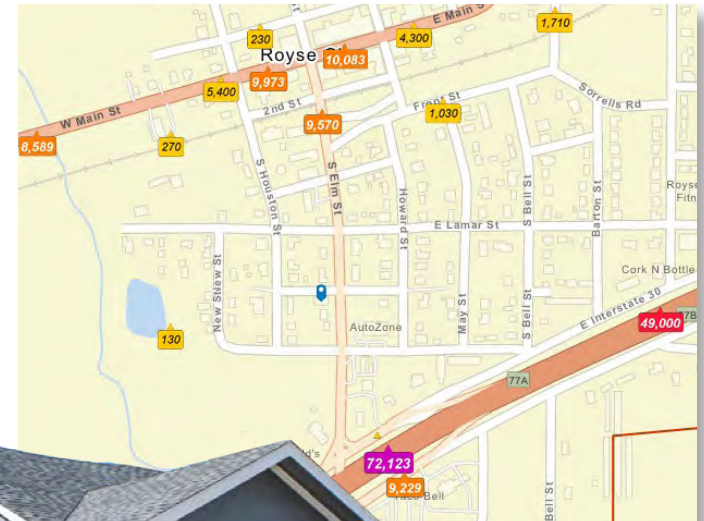 230
E Main S
4,300
1,710
Royse C
10,083
9,973
5,400
2nd St
Front St
Sorrells Rd
1,030
9,570
W Main St
8,589
270
S Houston St
S Elm St
Howard St
S Bell St
Barton St
Royse
Fitn
E Lamar St
New Street St
May St
S Bell St
Cork N Bottle
E Interstate 30
77B
49,000
130
AutoZone
77A
ld's
72,123
9,229
Taco Bell
Bell St